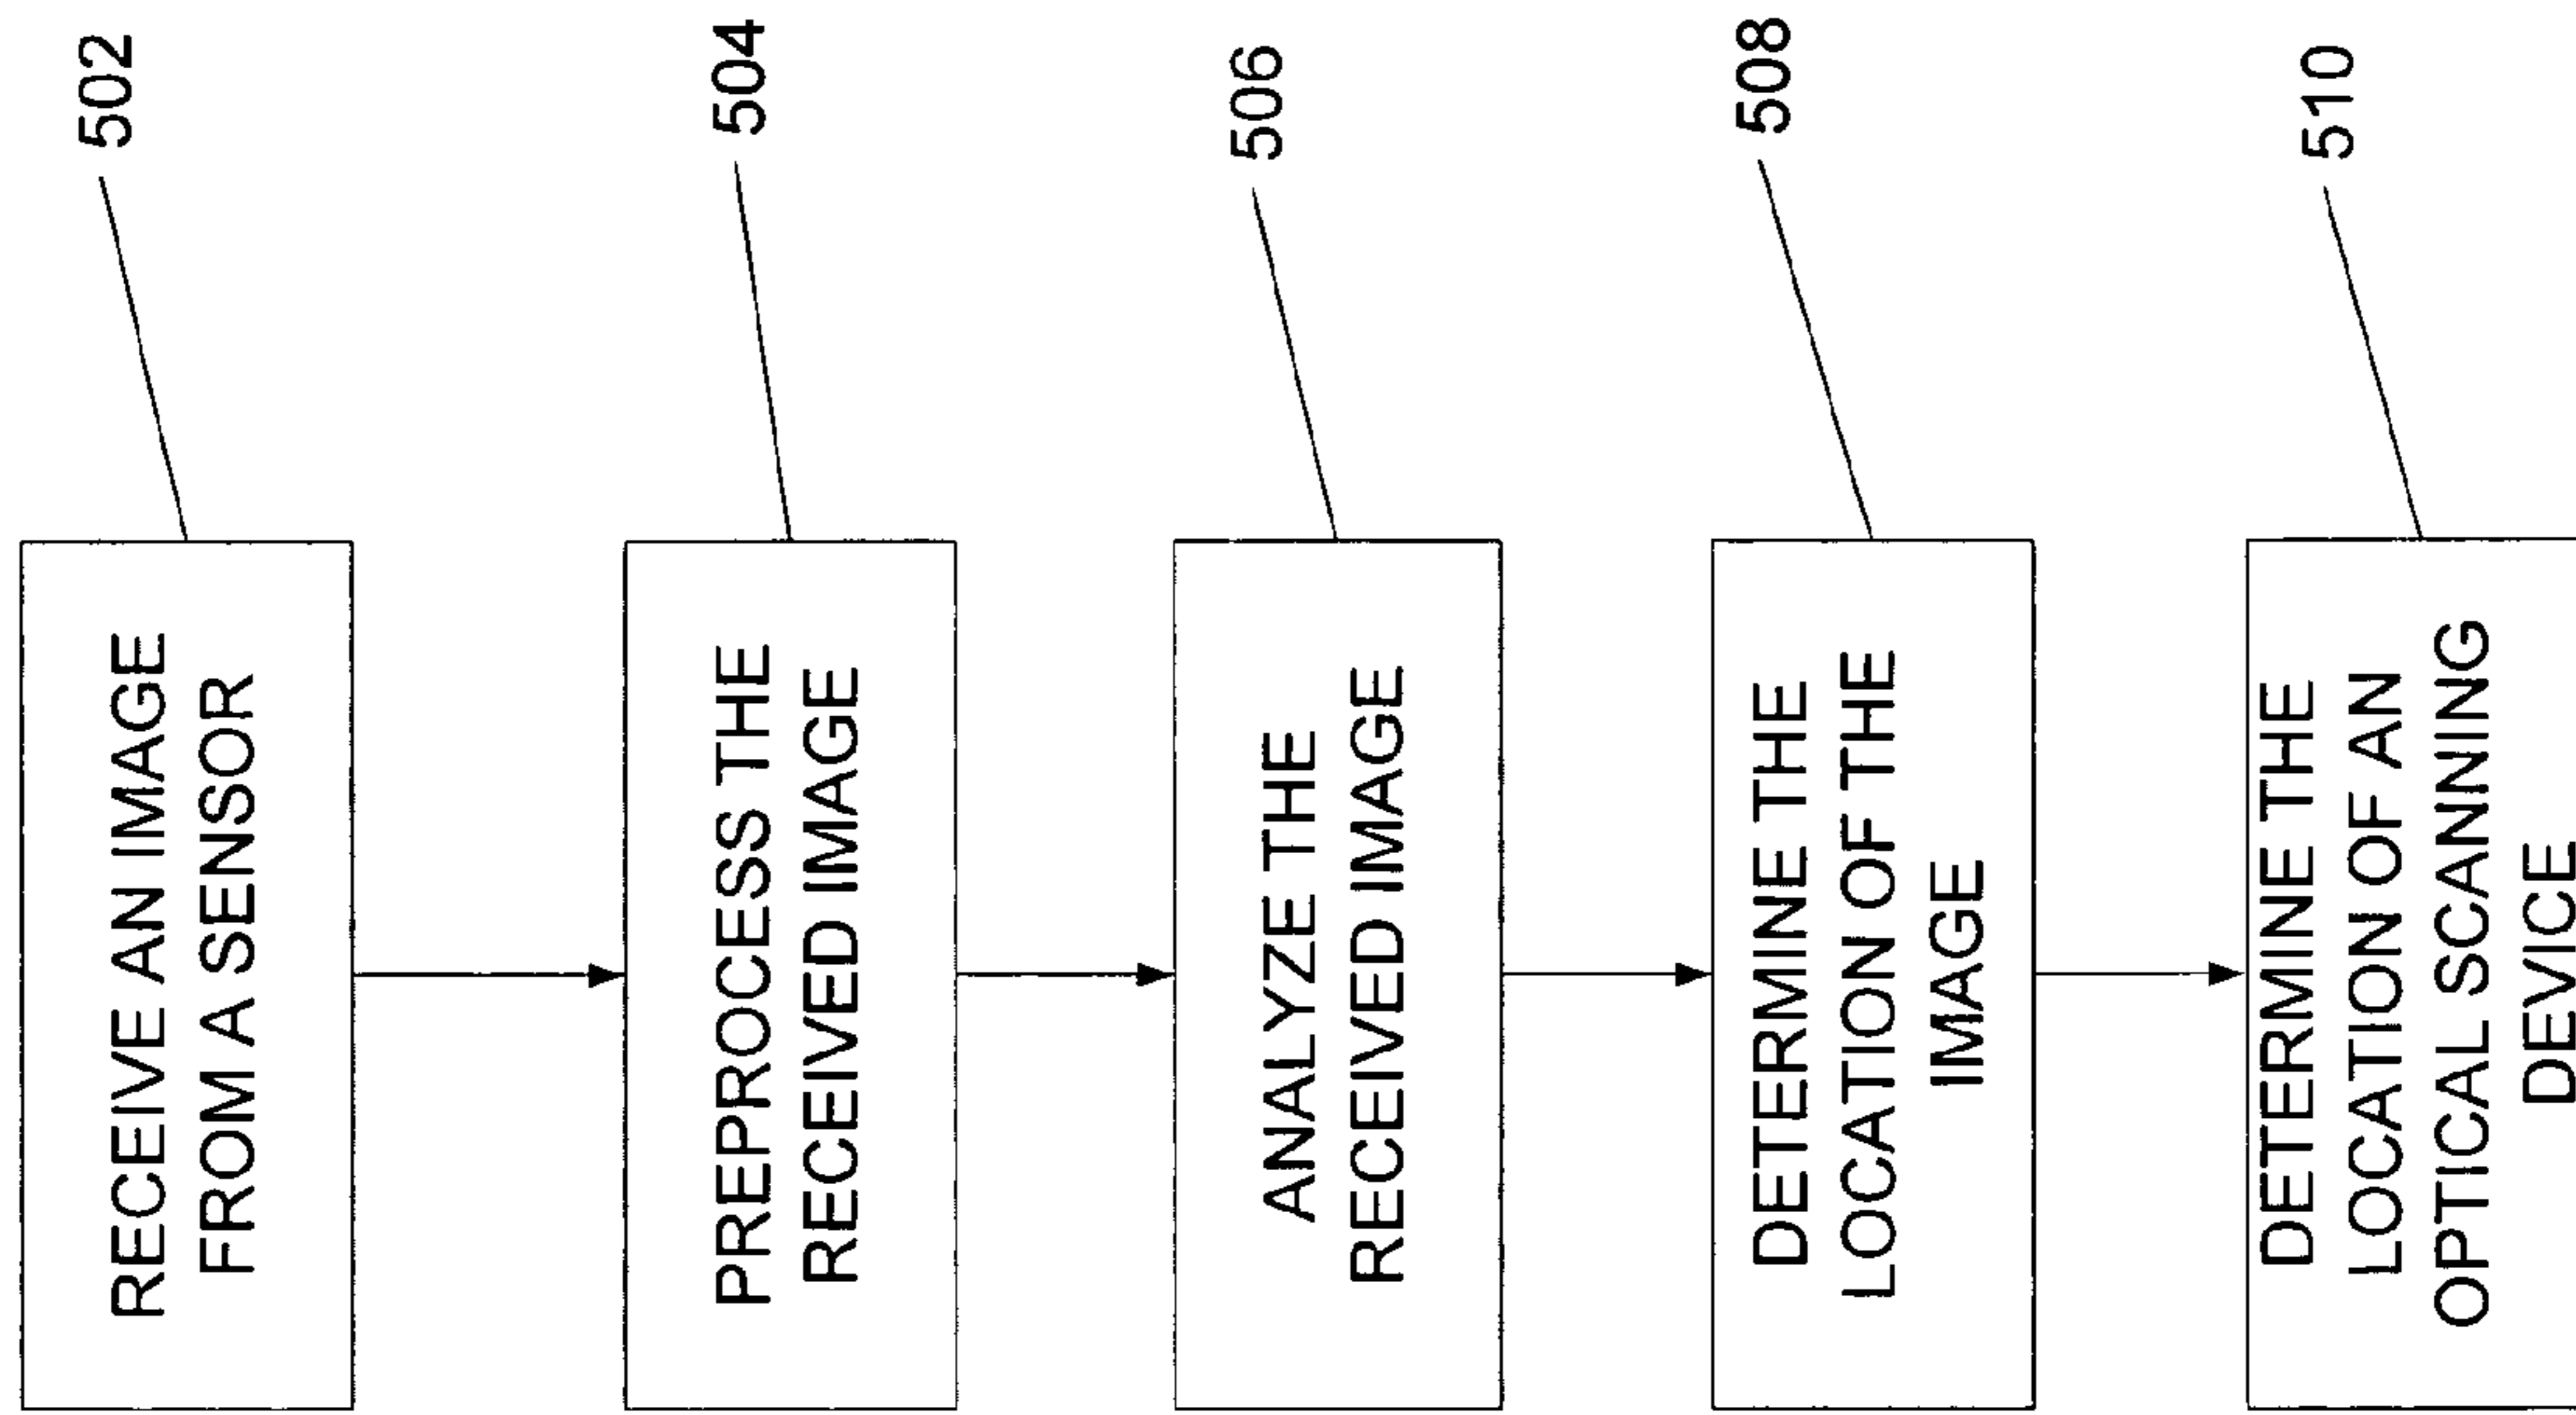 RECEIVE AN IMAGE
FROM A SENSOR
502
PREPROCESS THE
RECEIVED IMAGE
504
ANALYZE THE
RECEIVED IMAGE
506
DETERMINE THE
LOCATION OF THE
IMAGE
508
DETERMINE THE
LOCATION OF AN
OPTICAL SCANNING
DEVICE
510